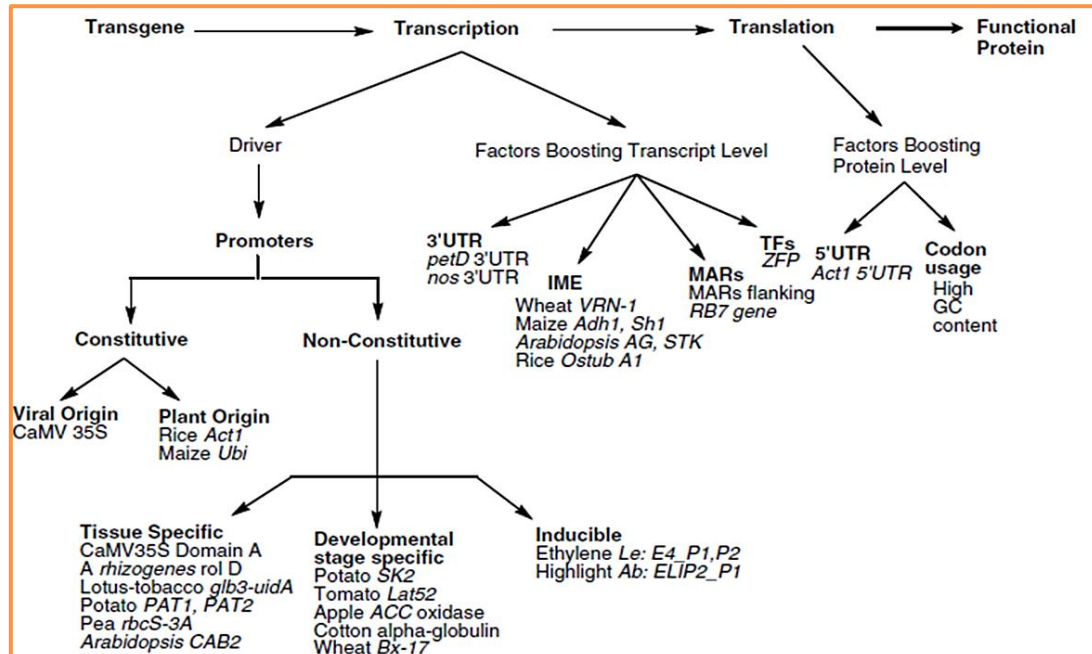 Transgene
Transcription
Translation
Functional
Protein
Driver
Factors Boosting Transcript Level
Factors Boosting
Protein Level
Promoters
3'UTR
petD 3'UTR
nos 3'UTR
IME
Wheat VRN-1
Maize Adh1, Sh1
Arabidopsis AG, STK
Rice Ostub A1
MARs
MARs flanking
RB7 gene
TFs
ZFP
5'UTR
Act1 5'UTR
Codon
usage
High
GC
content
Constitutive
Non-Constitutive
Viral Origin
CaMV 35S
Plant Origin
Rice Act1
Maize Ubi
Tissue Specific
CaMV35S Domain A
A rhizogenes rol D
Lotus-tobacco glb3-uidA
Potato PAT1, PAT2
Pea rbcS-3A
Arabidopsis CAB2
Developmental
stage specific
Potato SK2
Tomato Lat52
Apple ACC oxidase
Cotton alpha-globulin
Wheat Bx-17
Inducible
Ethylene Le: E4_P1,P2
Highlight Ab: ELIP2_P1